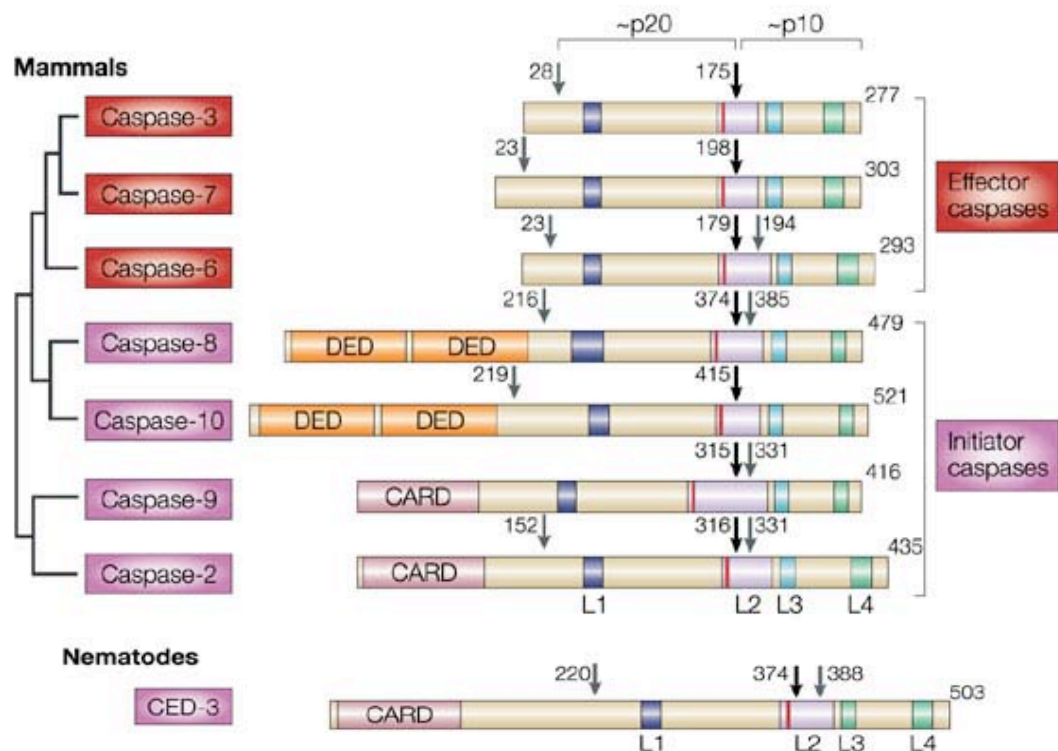 ~p20 ~p10
Mammals
28 175
Caspase-3 277
23 198
Caspase-7 303
Effector
caspases
23 179 194
Caspase-6 293
216 374 385
Caspase-8 DED DED 479
219 415
Caspase-10 DED DED 521
Initiator
caspases
315 331
Caspase-9 CARD 416
152 316 331
Caspase-2 CARD 435
L1 L2 L3 L4
Nematodes
220 374 388
CED-3 CARD 503
L1 L2 L3 L4